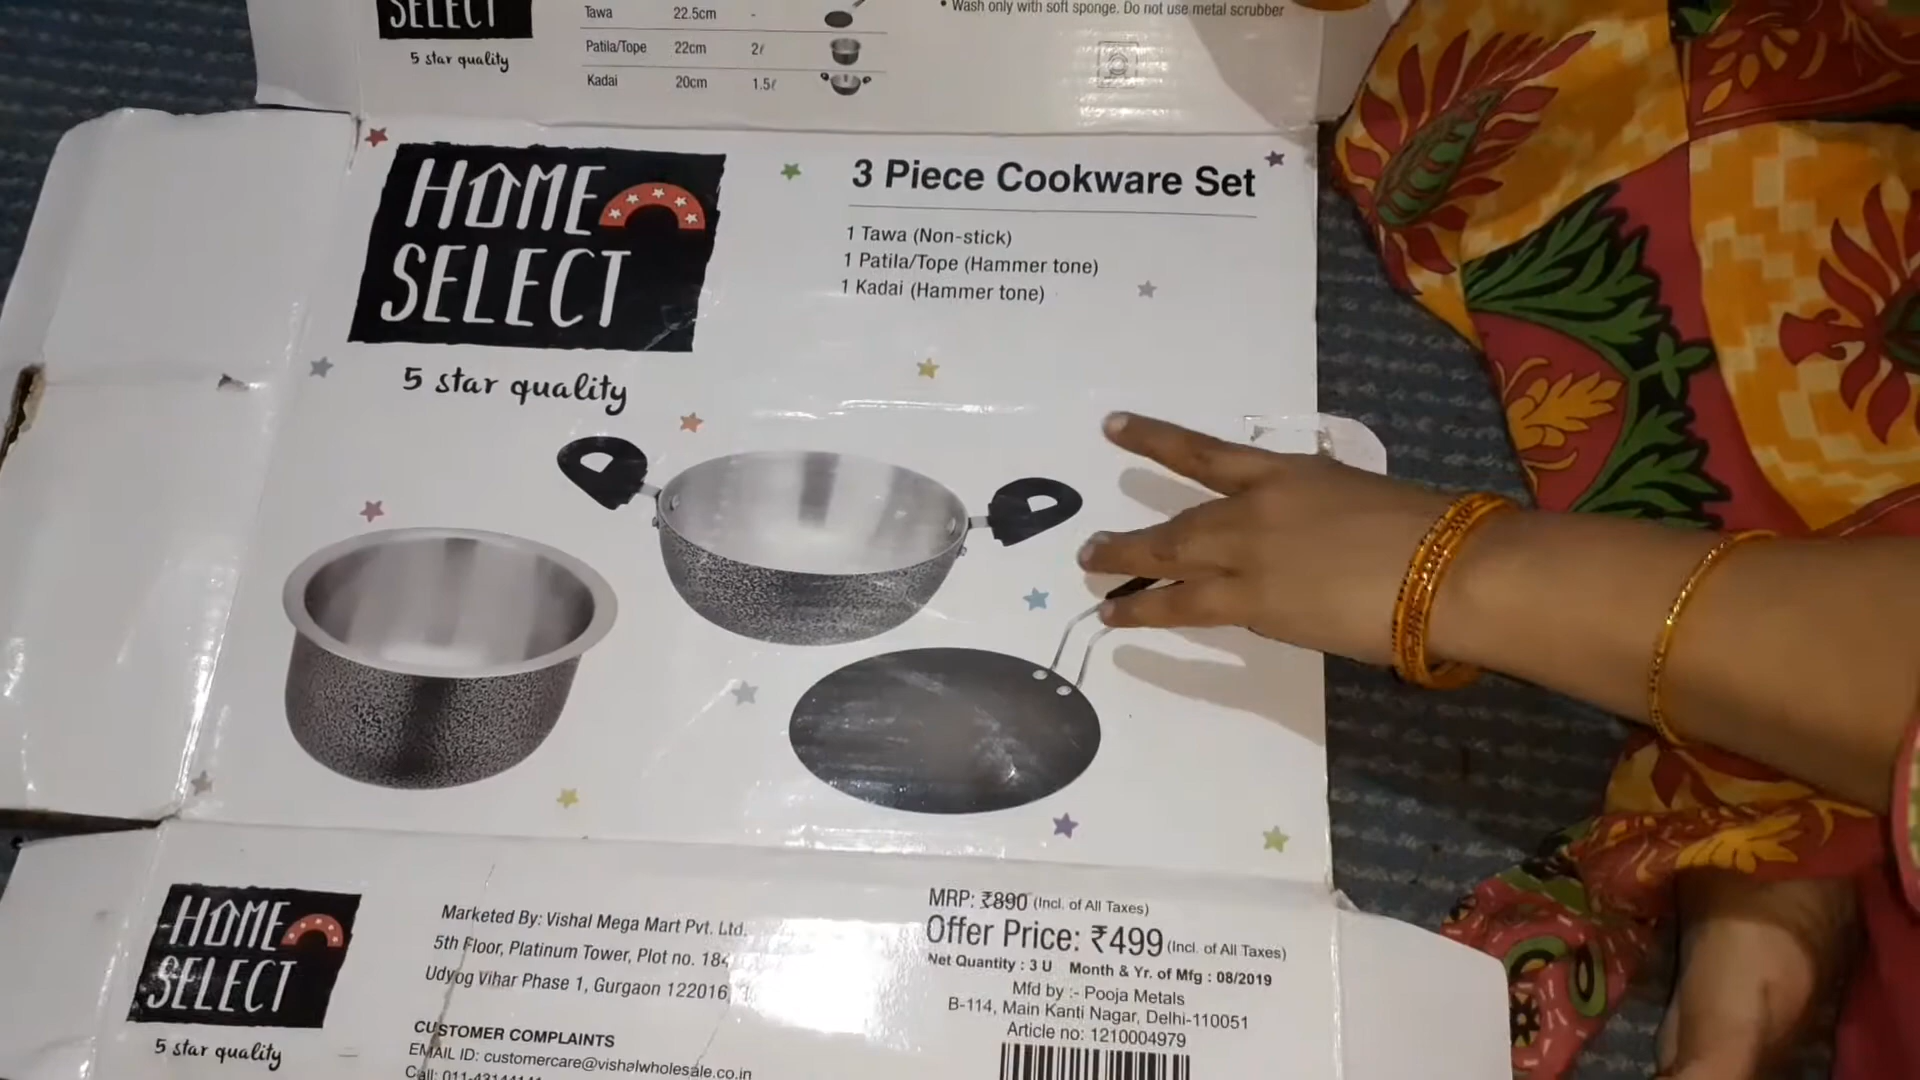 SELECT
5 star quality
Tawa 22.5cm -
Patila/Tope 22cm 2ℓ
Kadai 20cm 1.5ℓ
• Wash only with soft sponge. Do not use metal scrubber
HOME
SELECT
5 star quality
3 Piece Cookware Set
1 Tawa (Non-stick)
1 Patila/Tope (Hammer tone)
1 Kadai (Hammer tone)
HOME
SELECT
5 star quality
Marketed By: Vishal Mega Mart Pvt. Ltd.
5th Floor, Platinum Tower, Plot no. 184
Udyog Vihar Phase 1, Gurgaon 122016
CUSTOMER COMPLAINTS
EMAIL ID: customercare@vishalwholesale.co.in
Call:
MRP: ₹890 (Incl. of All Taxes)
Offer Price: ₹499 (Incl. of All Taxes)
Net Quantity : 3 U Month & Yr. of Mfg : 08/2019
Mfd by :- Pooja Metals
B-114, Main Kanti Nagar, Delhi-110051
Article no: 1210004979